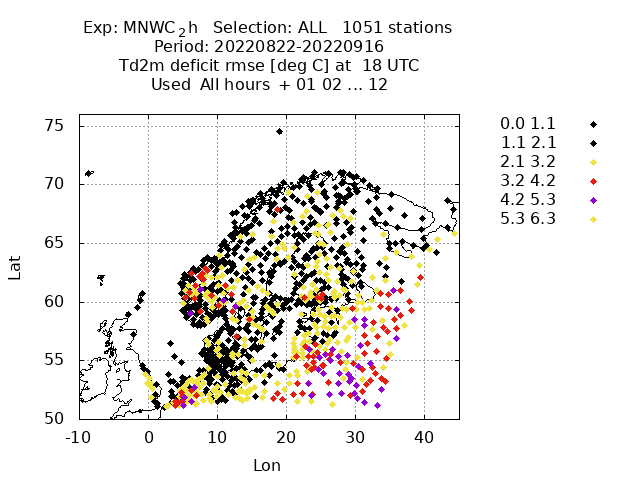 Exp: MNWC_2h   Selection: ALL   1051 stations
Period: 20220822-20220916
Td2m deficit rmse [deg C] at  18 UTC
Used  All hours  + 01 02 ... 12
0.0 1.1
1.1 2.1
2.1 3.2
3.2 4.2
4.2 5.3
5.3 6.3
75
70
65
60
55
50
Lat
-10 0 10 20 30 40
Lon